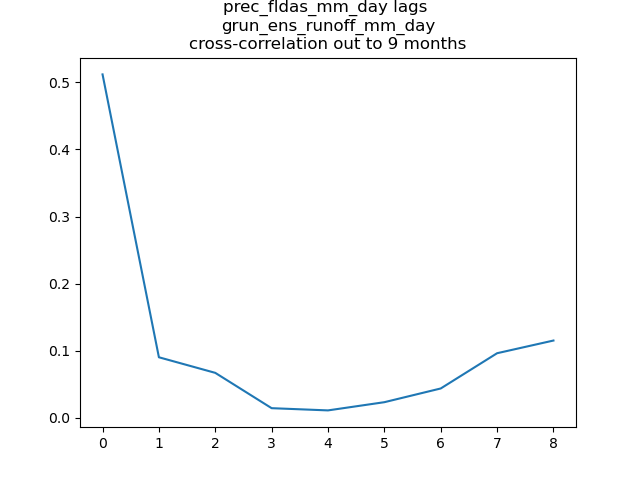 prec_fldas_mm_day lags
grun_ens_runoff_mm_day
cross-correlation out to 9 months
0.5
0.4
0.3
0.2
0.1
0.0
0 1 2 3 4 5 6 7 8